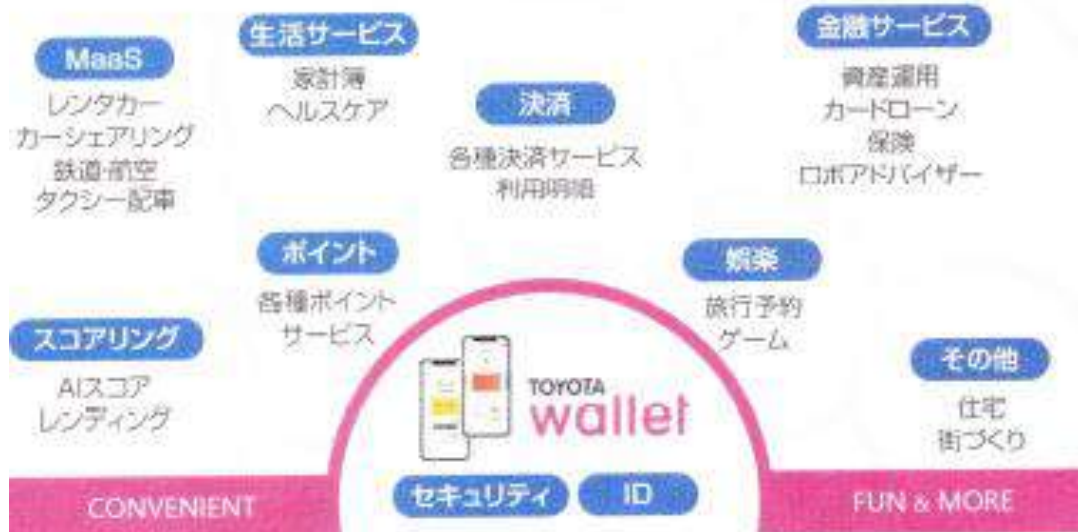 MaaS
レンタカー
カーシェアリング
鉄道・航空
タクシー配車
生活サービス
家計簿
ヘルスケア
決済
各種決済サービス
利用明細
金融サービス
資産運用
カードローン
保険
ロボアドバイザー
ポイント
各種ポイント
サービス
娯楽
旅行予約
ゲーム
スコアリング
AIスコア
レンディング
その他
住宅
街づくり
TOYOTA
wallet
セキュリティ
ID
CONVENIENT
FUN & MORE